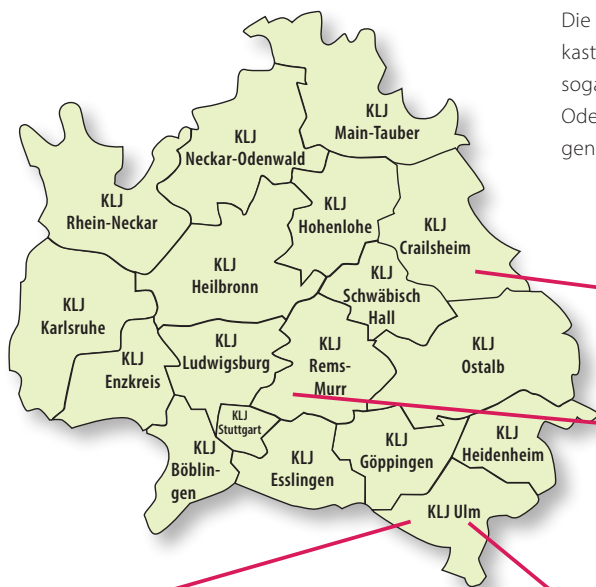 Die
kast
soga
Ode
gen
KLJ
Main-Tauber
KLJ
Neckar-Odenwald
KLJ
Rhein-Neckar
KLJ
Hohenlohe
KLJ
Crailsheim
KLJ
Heilbronn
KLJ
Schwäbisch
Hall
KLJ
Karlsruhe
KLJ
Enzkreis
KLJ
Ludwigsburg
KLJ
Rems-
Murr
KLJ
Ostalb
KLJ
Stuttgart
KLJ
Böblin-
gen
KLJ
Esslingen
KLJ
Göppingen
KLJ
Heidenheim
KLJ Ulm